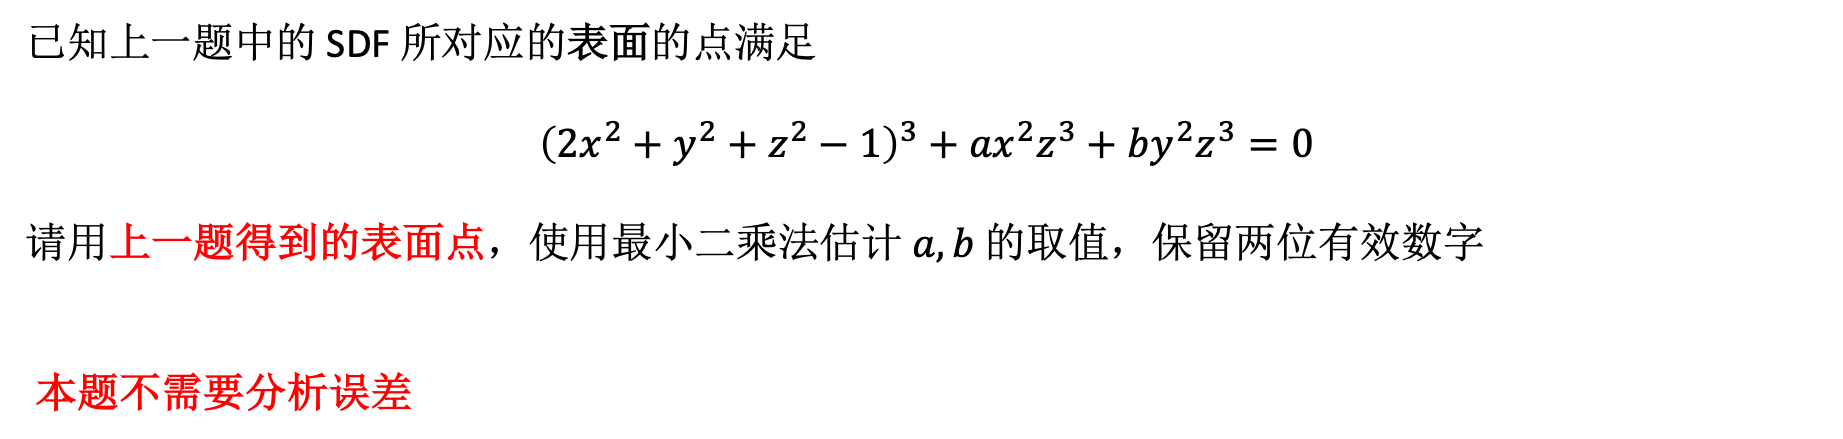 已知上一题中的 SDF 所对应的表面的点满足
(2x² + y² + z² − 1)³ + ax²z³ + by²z³ = 0
请用上一题得到的表面点，使用最小二乘法估计 a, b 的取值，保留两位有效数字
本题不需要分析误差